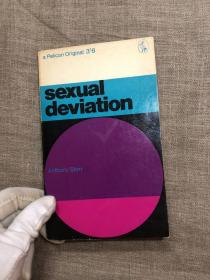 a Pelican Original 3'6
sexual
deviation
Anthony Storr